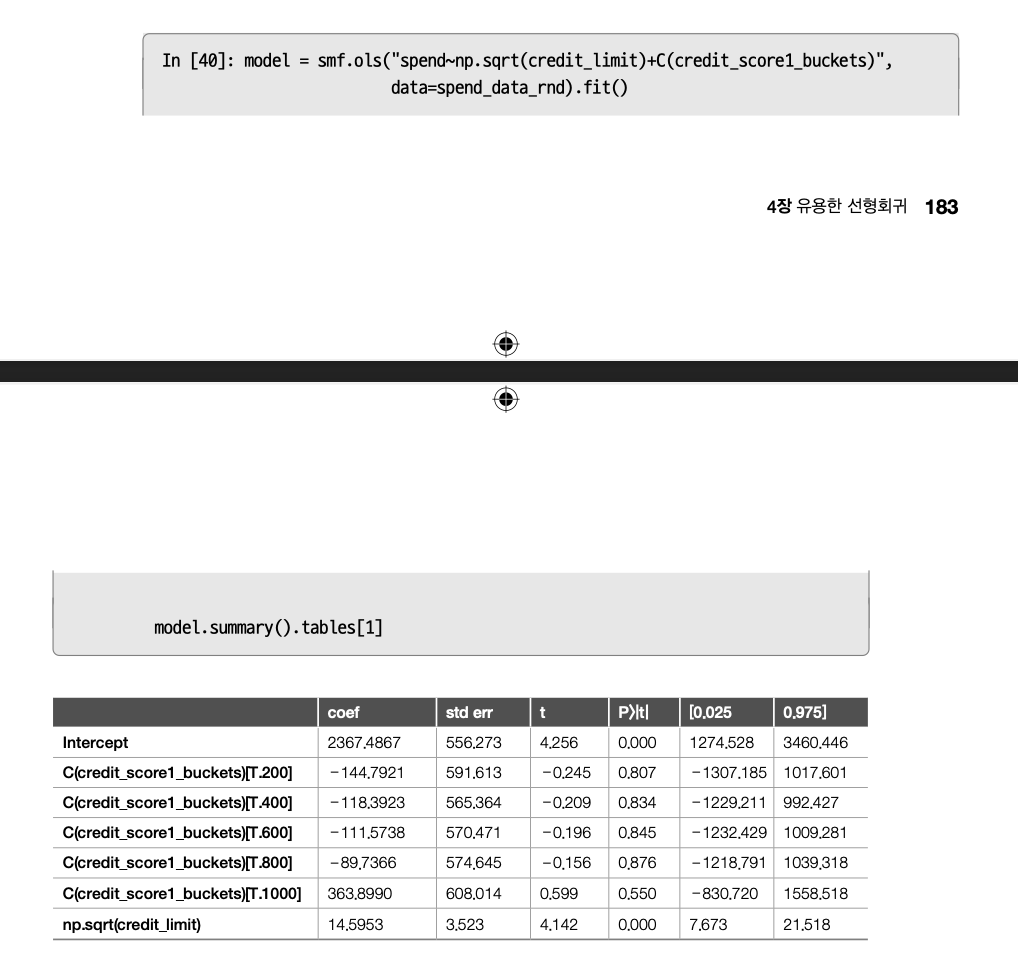 In [40]: model = smf.ols("spend~np.sqrt(credit_limit)+C(credit_score1_buckets)",
data=spend_data_rnd).fit()
4장 유용한 선형회귀 183
model.summary().tables[1]
coef std err t P>|t| [0.025 0.975]
Intercept 2367.4867 556.273 4.256 0.000 1274.528 3460.446
C(credit_score1_buckets)[T.200] -144.7921 591.613 -0.245 0.807 -1307.185 1017.601
C(credit_score1_buckets)[T.400] -118.3923 565.364 -0.209 0.834 -1229.211 992.427
C(credit_score1_buckets)[T.600] -111.5738 570.471 -0.196 0.845 -1232.429 1009.281
C(credit_score1_buckets)[T.800] -89.7366 574.645 -0.156 0.876 -1218.791 1039.318
C(credit_score1_buckets)[T.1000] 363.8990 608.014 0.599 0.550 -830.720 1558.518
np.sqrt(credit_limit) 14.5953 3.523 4.142 0.000 7.673 21.518